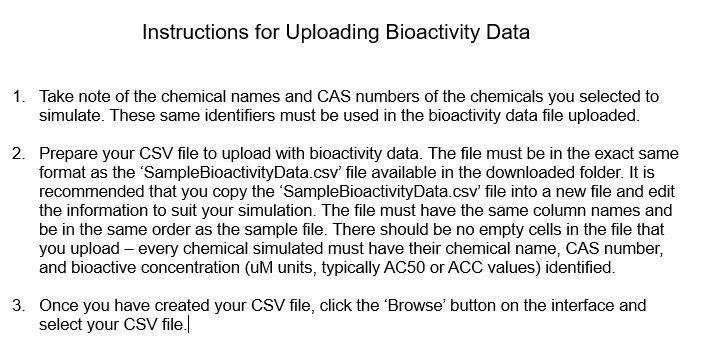 Instructions for Uploading Bioactivity Data
1. Take note of the chemical names and CAS numbers of the chemicals you selected to
simulate. These same identifiers must be used in the bioactivity data file uploaded.
2. Prepare your CSV file to upload with bioactivity data. The file must be in the exact same
format as the ‘SampleBioactivityData.csv’ file available in the downloaded folder. It is
recommended that you copy the ‘SampleBioactivityData.csv’ file into a new file and edit
the information to suit your simulation. The file must have the same column names and
be in the same order as the sample file. There should be no empty cells in the file that
you upload – every chemical simulated must have their chemical name, CAS number,
and bioactive concentration (uM units, typically AC50 or ACC values) identified.
3. Once you have created your CSV file, click the ‘Browse’ button on the interface and
select your CSV file.